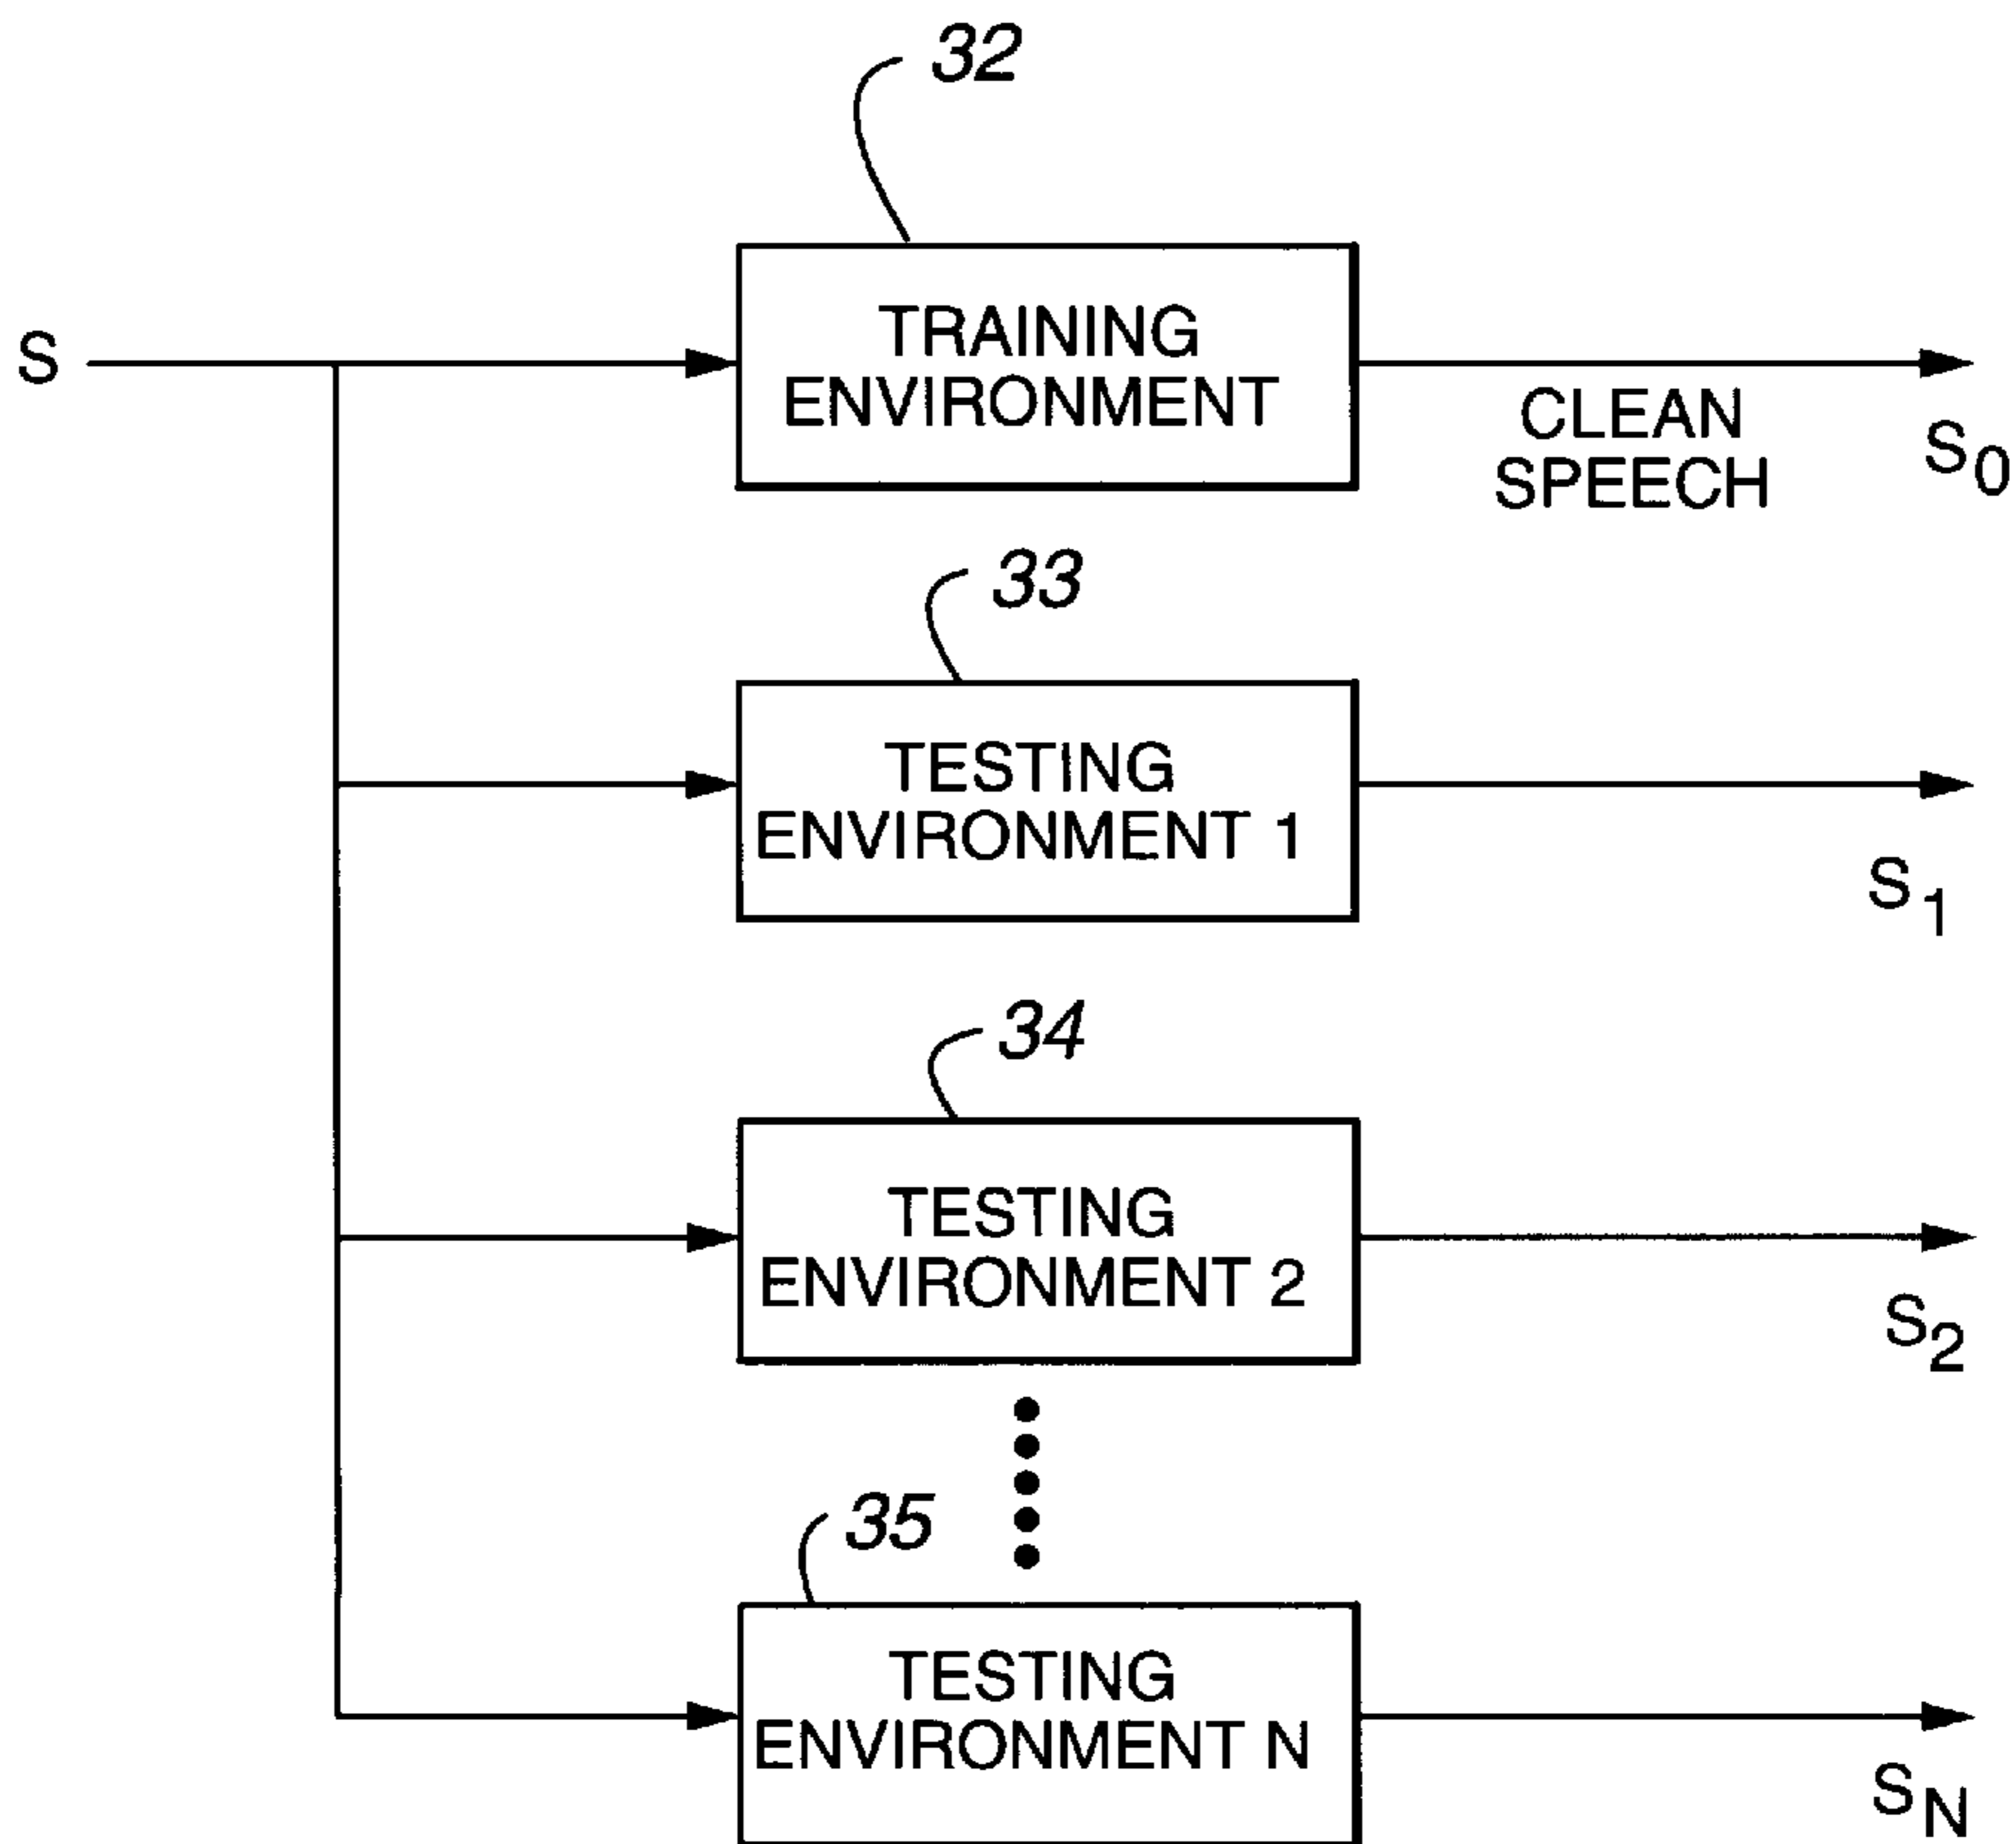 32
S
TRAINING
ENVIRONMENT
CLEAN
SPEECH
S0
33
TESTING
ENVIRONMENT 1
S1
34
TESTING
ENVIRONMENT 2
S2
35
TESTING
ENVIRONMENT N
SN